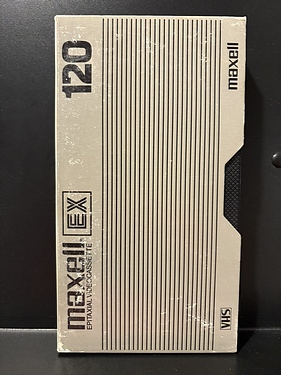 maxell EX 120
EPITAXIAL VIDEOCASSETTE
VHS maxell